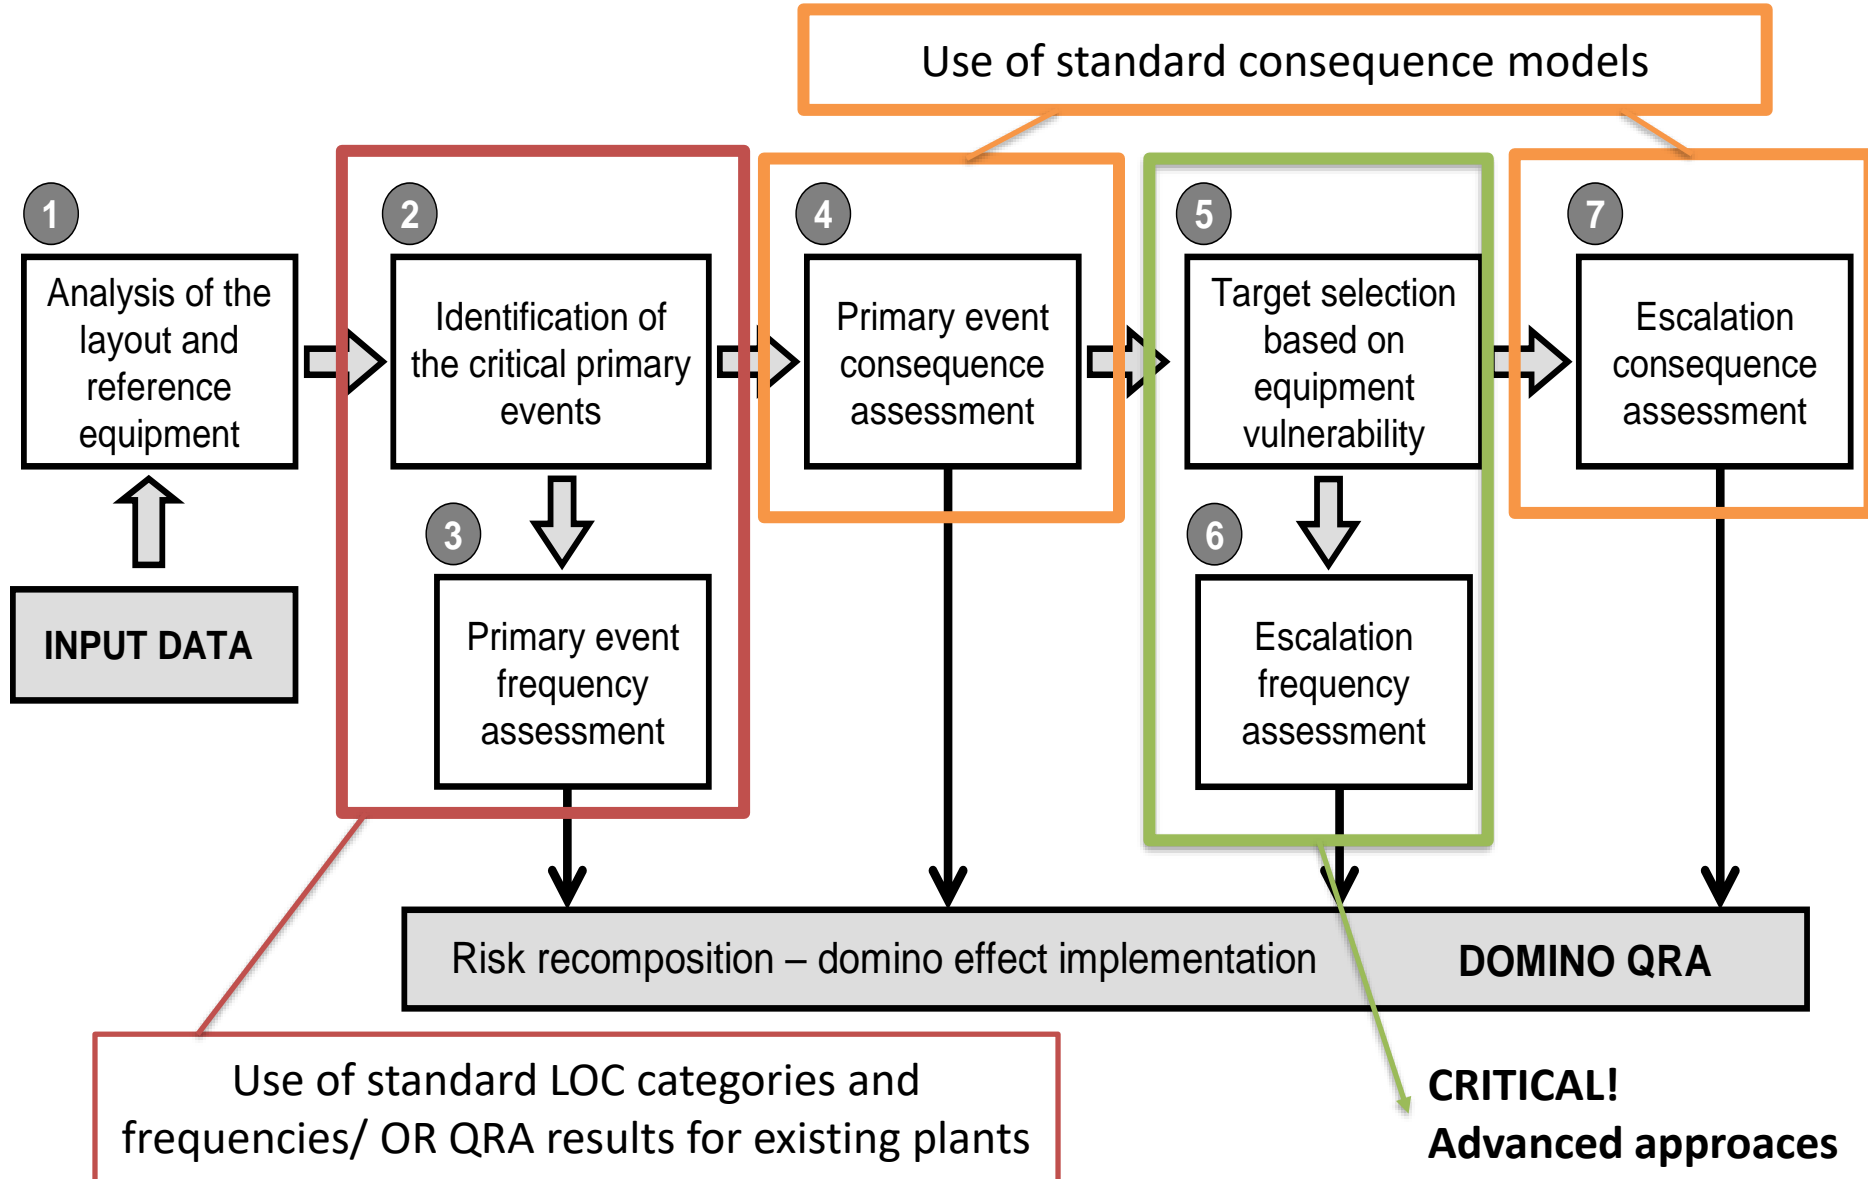 Use of standard consequence models
1
Analysis of the
layout and
reference
equipment
INPUT DATA
2
Identification of
the critical primary
events
3
Primary event
frequency
assessment
4
Primary event
consequence
assessment
5
Target selection
based on
equipment
vulnerability
6
Escalation
frequency
assessment
7
Escalation
consequence
assessment
Risk recomposition – domino effect implementation DOMINO QRA
Use of standard LOC categories and
frequencies/ OR QRA results for existing plants
CRITICAL!
Advanced approaces